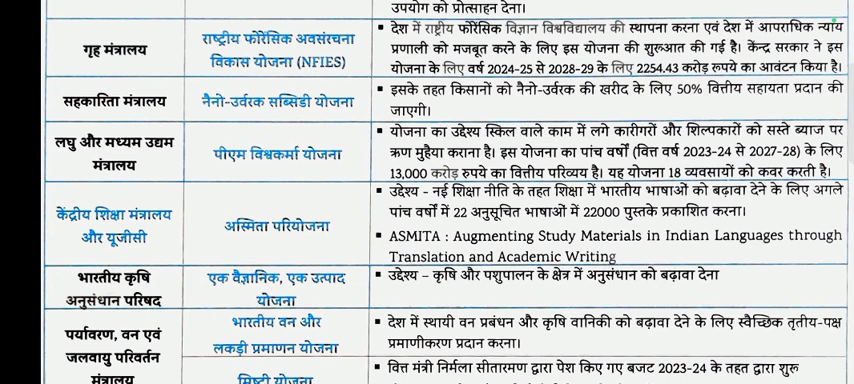 उपयोग को प्रोत्साहन देना।
गृह मंत्रालय
राष्ट्रीय फोरेंसिक अवसंरचना
विकास योजना (NFIES)
▪ देश में राष्ट्रीय फोरेंसिक विज्ञान विश्वविद्यालय की स्थापना करना एवं देश में आपराधिक न्याय
प्रणाली को मजबूत करने के लिए इस योजना की शुरूआत की गई है। केंद्र सरकार ने इस
योजना के लिए वर्ष 2024-25 से 2028-29 के लिए 2254.43 करोड़ रूपये का आवंटन किया है।
सहकारिता मंत्रालय
नैनो-उर्वरक सब्सिडी योजना
▪ इसके तहत किसानों को नैनो-उर्वरक की खरीद के लिए 50% वित्तीय सहायता प्रदान की
जाएगी।
लघु और मध्यम उद्यम
मंत्रालय
पीएम विश्वकर्मा योजना
▪ योजना का उद्देश्य स्किल वाले काम में लगे कारीगरों और शिल्पकारों को सस्ते ब्याज पर
ऋण मुहैया कराना है। इस योजना का पांच वर्षों (वित्त वर्ष 2023-24 से 2027-28) के लिए
13,000 करोड़ रुपये का वित्तीय परिव्यय है। यह योजना 18 व्यवसायों को कवर करती है।
केंद्रीय शिक्षा मंत्रालय
और यूजीसी
अस्मिता परियोजना
▪ उद्देश्य - नई शिक्षा नीति के तहत शिक्षा में भारतीय भाषाओं को बढ़ावा देने के लिए अगले
पांच वर्षों में 22 अनुसूचित भाषाओं में 22000 पुस्तके प्रकाशित करना।
▪ ASMITA : Augmenting Study Materials in Indian Languages through
Translation and Academic Writing
भारतीय कृषि
अनुसंधान परिषद
एक वैज्ञानिक, एक उत्पाद
योजना
▪ उद्देश्य – कृषि और पशुपालन के क्षेत्र में अनुसंधान को बढ़ावा देना
पर्यावरण, वन एवं
जलवायु परिवर्तन
मंत्रालय
भारतीय वन और
लकड़ी प्रमाणन योजना
▪ देश में स्थायी वन प्रबंधन और कृषि वानिकी को बढ़ावा देने के लिए स्वैच्छिक तृतीय-पक्ष
प्रमाणीकरण प्रदान करना।
मिष्टी योजना
▪ वित्त मंत्री निर्मला सीतारमण द्वारा पेश किए गए बजट 2023-24 के तहत द्वारा शुरू